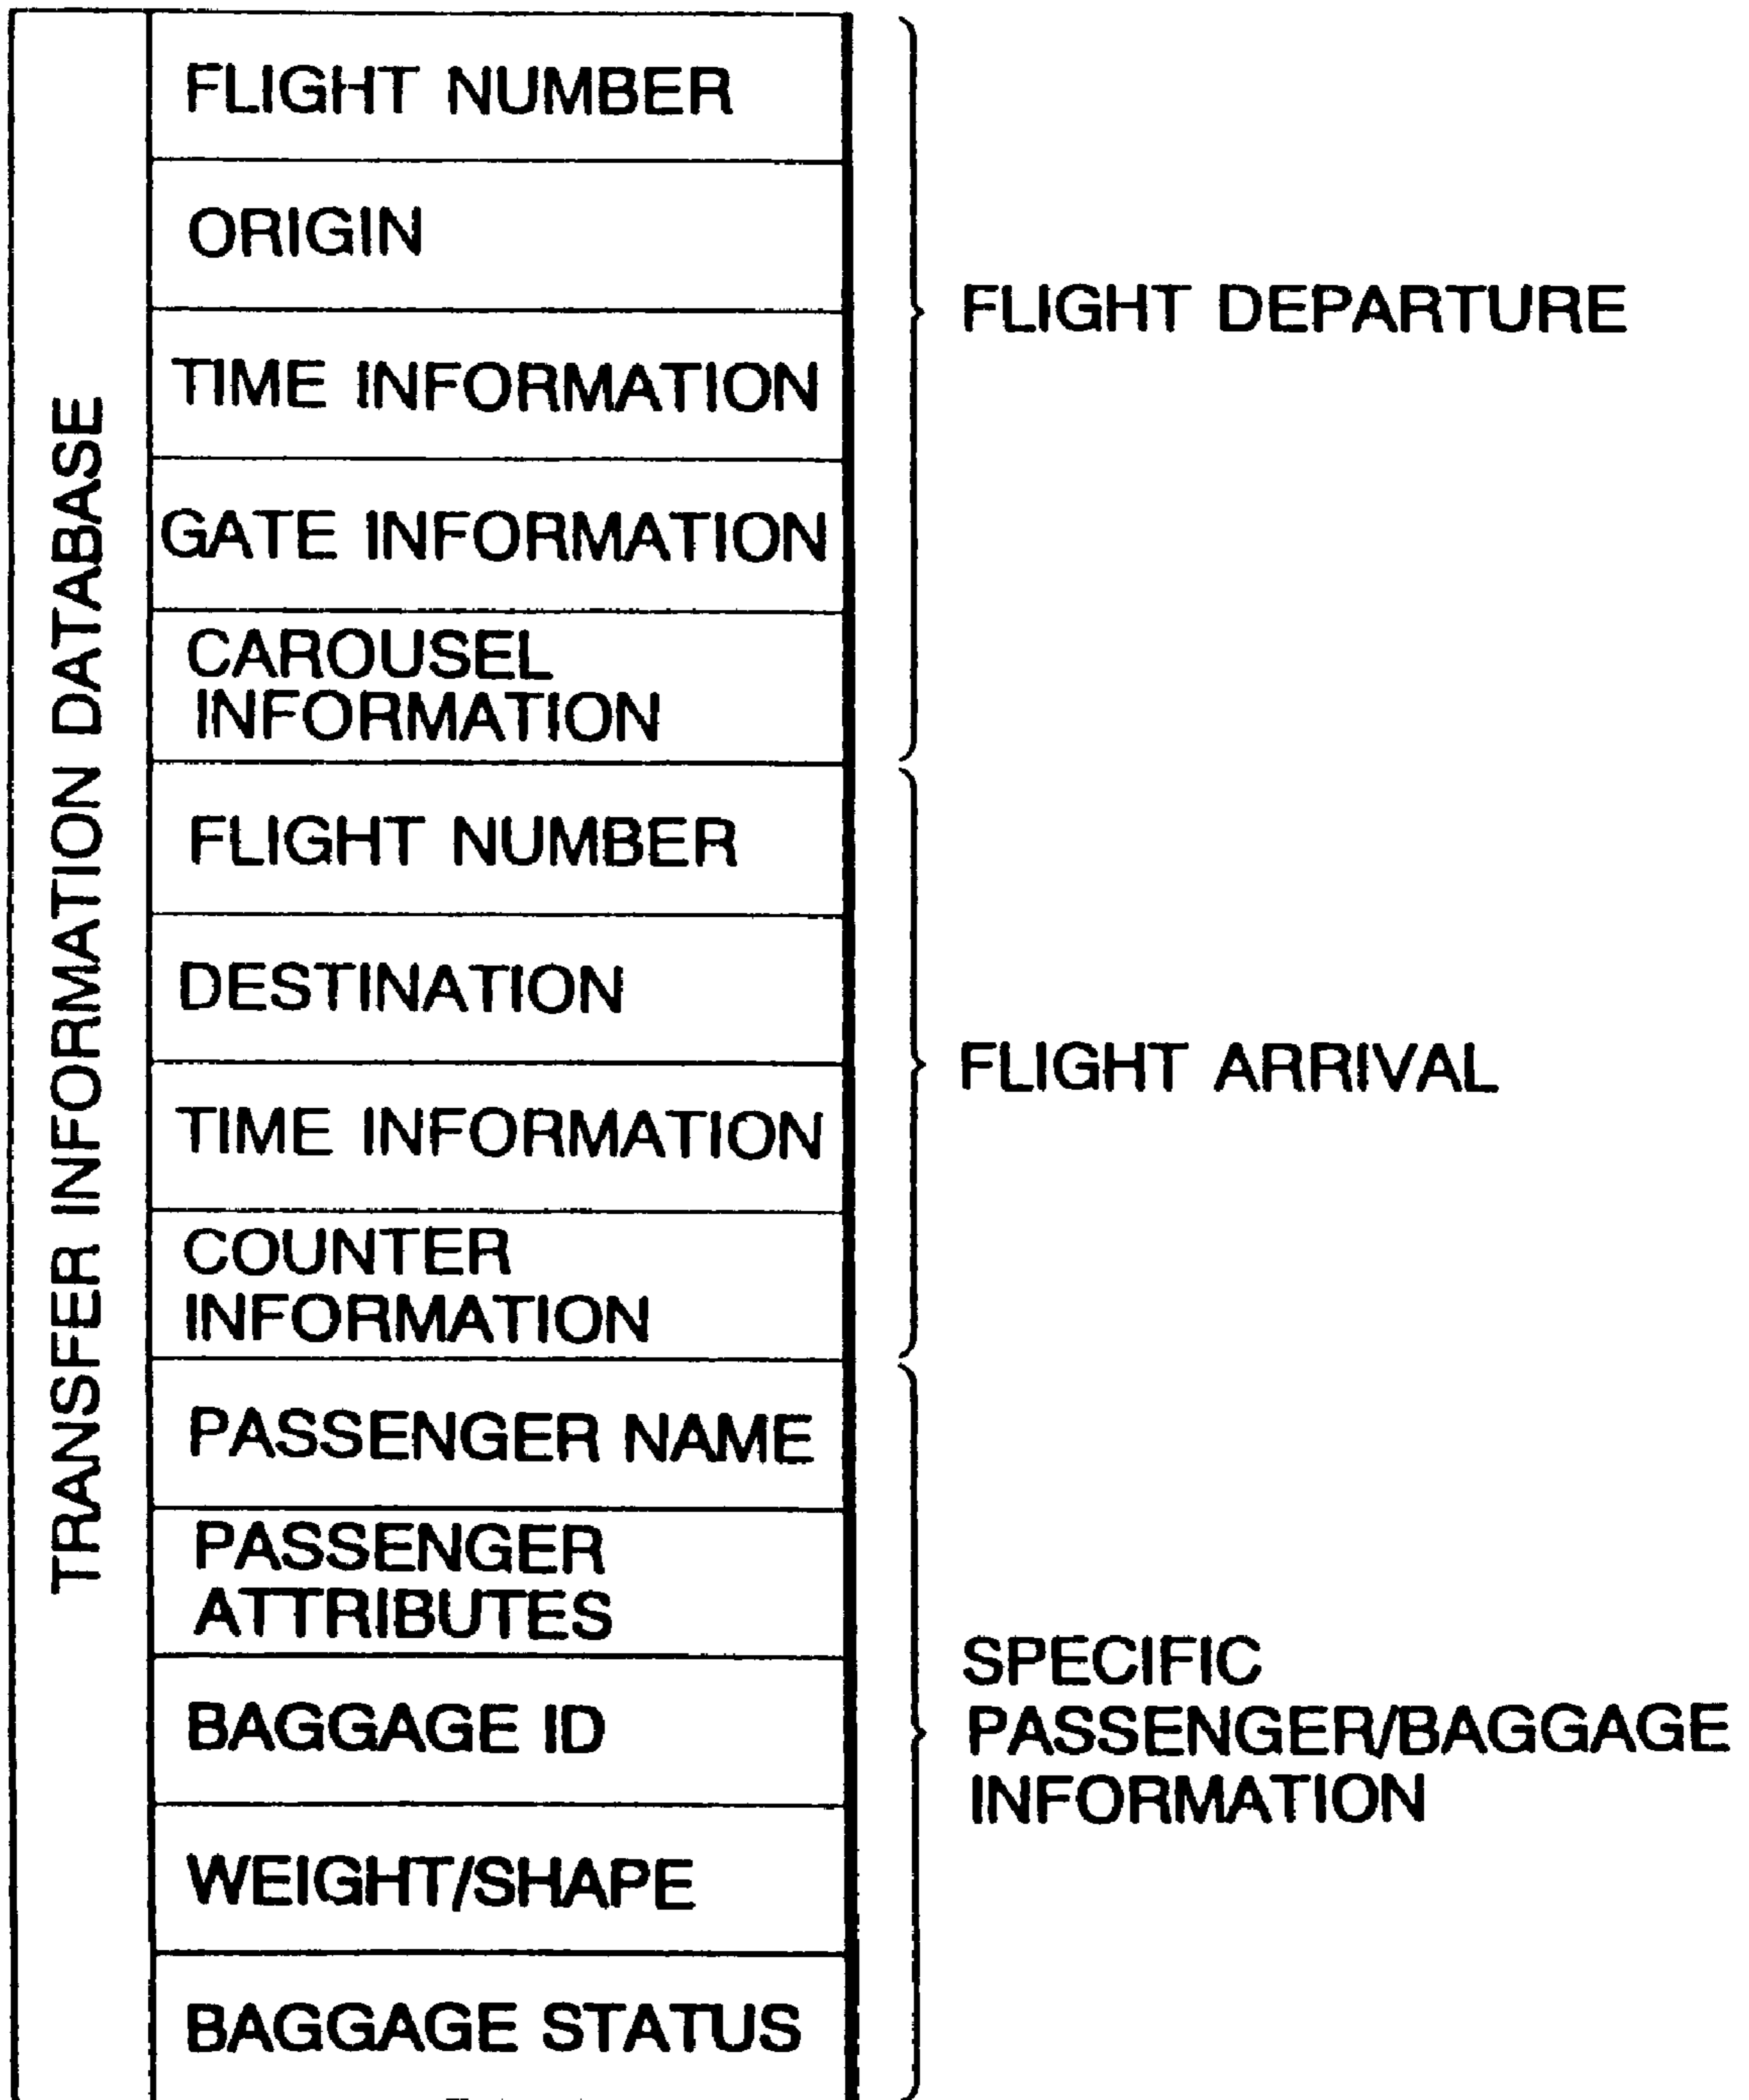 TRANSFER INFORMATION DATABASE
FLIGHT NUMBER
ORIGIN
TIME INFORMATION
GATE INFORMATION
CAROUSEL
INFORMATION
FLIGHT DEPARTURE
FLIGHT NUMBER
DESTINATION
TIME INFORMATION
COUNTER
INFORMATION
FLIGHT ARRIVAL
PASSENGER NAME
PASSENGER
ATTRIBUTES
BAGGAGE ID
WEIGHT/SHAPE
BAGGAGE STATUS
SPECIFIC
PASSENGER/BAGGAGE
INFORMATION